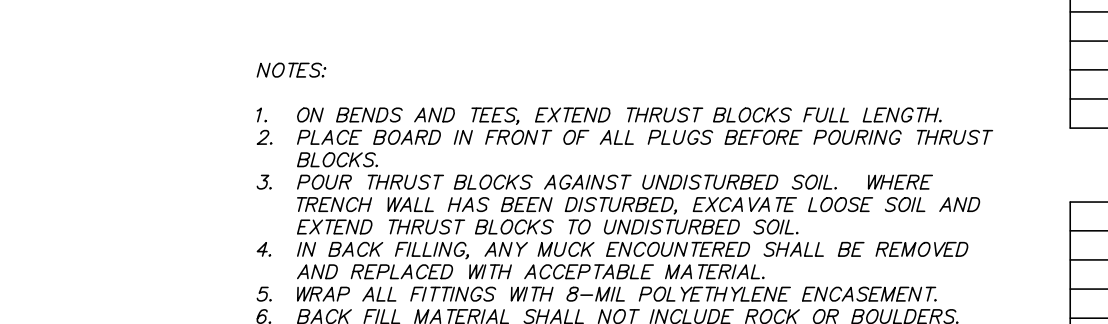 NOTES:
1. ON BENDS AND TEES, EXTEND THRUST BLOCKS FULL LENGTH.
2. PLACE BOARD IN FRONT OF ALL PLUGS BEFORE POURING THRUST
BLOCKS.
3. POUR THRUST BLOCKS AGAINST UNDISTURBED SOIL. WHERE
TRENCH WALL HAS BEEN DISTURBED, EXCAVATE LOOSE SOIL AND
EXTEND THRUST BLOCKS TO UNDISTURBED SOIL.
4. IN BACK FILLING, ANY MUCK ENCOUNTERED SHALL BE REMOVED
AND REPLACED WITH ACCEPTABLE MATERIAL.
5. WRAP ALL FITTINGS WITH 8-MIL POLYETHYLENE ENCASEMENT.
6. BACK FILL MATERIAL SHALL NOT INCLUDE ROCK OR BOULDERS.